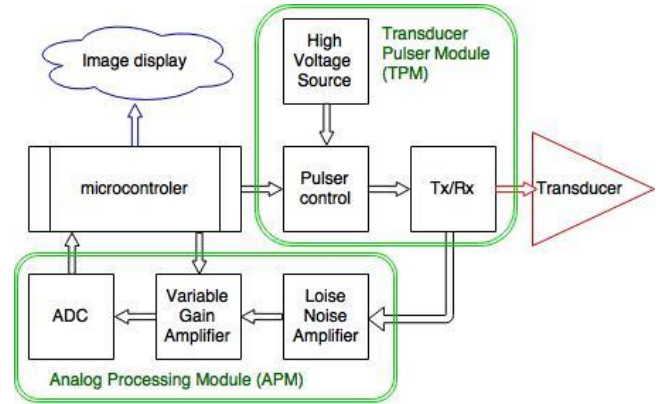 Image display
High
Voltage
Source
Transducer
Pulser Module
(TPM)
microcontroler
Pulser
control
Tx/Rx
Transducer
ADC
Variable
Gain
Amplifier
Loise
Noise
Amplifier
Analog Processing Module (APM)